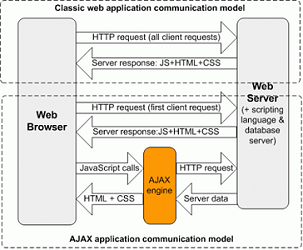 Classic web application communication model
HTTP request (all client requests)
Server response: JS+HTML+CSS
Web
Browser
Web
Server
(+ scripting
language &
database
server)
HTTP request (first client request)
Server response:JS+HTML+CSS
JavaScript calls
HTTP request
AJAX
engine
HTML + CSS
Server data
AJAX application communication model